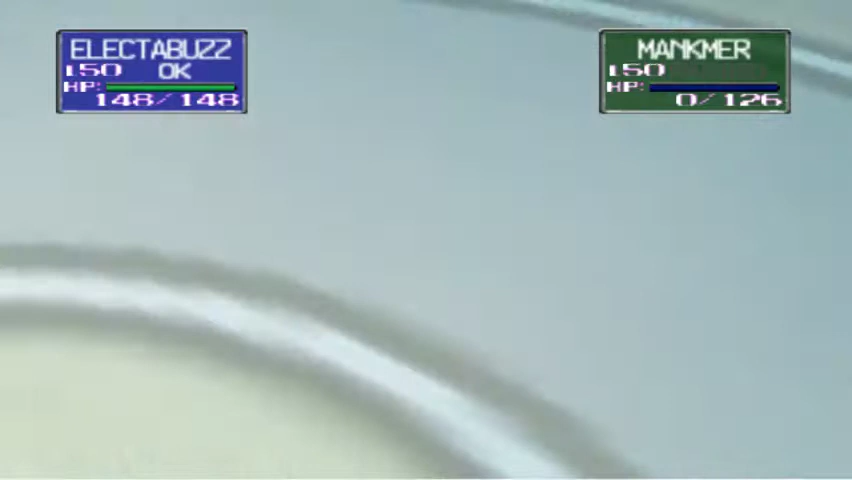 ELECTABUZZ
L50 OK
HP:
148/148
MANKMER
L50
HP:
0/126